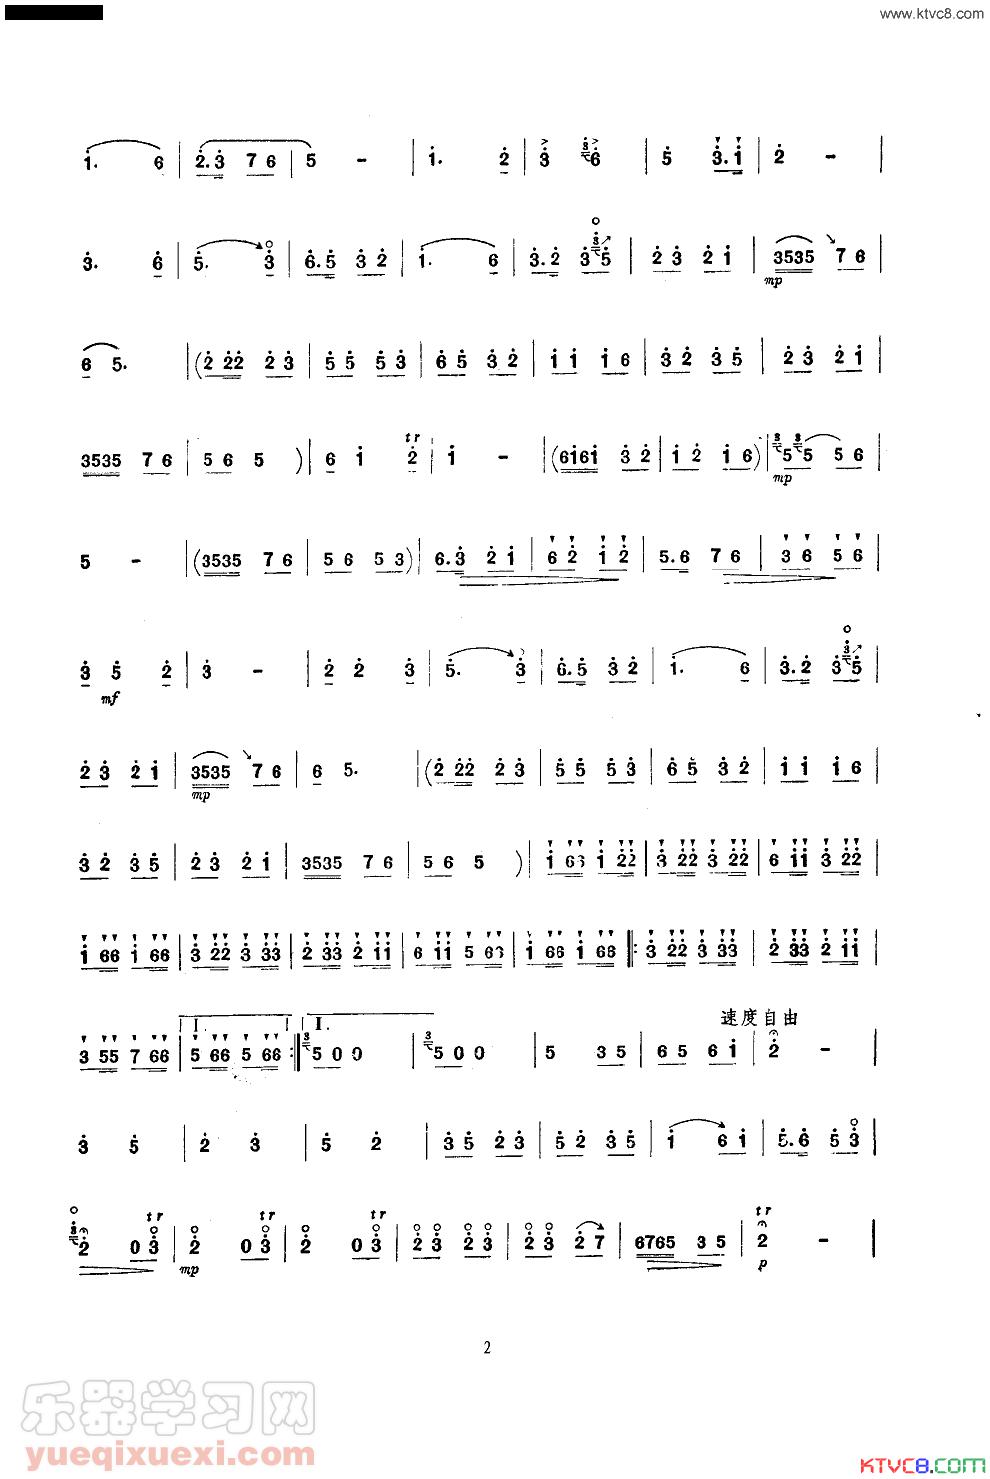 www.ktvc8.com
1. 6 | 2.3 7 6 | 5 - | 1. 2 | 3 6 | 5 3.1 | 2 - |
3. 6 | 5. 3 | 6.5 3 2 | 1. 6 | 3.2 3 5 | 2 3 2 1 | 3535 7 6 |
mp
6 5. | (2 22 2 3 | 5 5 5 3 | 6 5 3 2 | 1 1 1 6 | 3 2 3 5 | 2 3 2 1 |
tr
3535 7 6 | 5 6 5 ) | 6 1 2 | 1 - | (6161 3 2 | 1 2 1 6) | 5 5 5 6 |
mp
5 - | (3535 7 6 | 5 6 5 3) | 6.3 2 1 | 6 2 1 2 | 5.6 7 6 | 3 6 5 6 |
3 5 2 | 3 - | 2 2 3 | 5. 3 | 6.5 3 2 | 1. 6 | 3.2 3 5 |
mf
2 3 2 1 | 3535 7 6 | 6 5. | (2 22 2 3 | 5 5 5 3 | 6 5 3 2 | 1 1 1 6 |
mp
3 2 3 5 | 2 3 2 1 | 3535 7 6 | 5 6 5 ) | 1 63 1 22 | 3 22 3 22 | 6 11 3 22 |
1 66 1 66 | 3 22 3 33 | 2 33 2 11 | 6 11 5 63 | 1 66 1 66 ||: 3 22 3 33 | 2 33 2 11 |
I. I. 速度自由
3 55 7 66 | 5 66 5 66 :|| 5 0 0 | 5 0 0 | 5 3 5 | 6 5 6 1 | 2 - |
3 5 | 2 3 | 5 2 | 3 5 2 3 | 5 2 3 5 | 1 6 1 | 5.6 5 3 |
tr tr tr tr
2 0 3 | 2 0 3 | 2 0 3 | 2 3 2 3 | 2 3 2 7 | 6765 3 5 | 2 - |
mp p
2
乐器学习网
yueqixuexi.com
KTVC8.COM